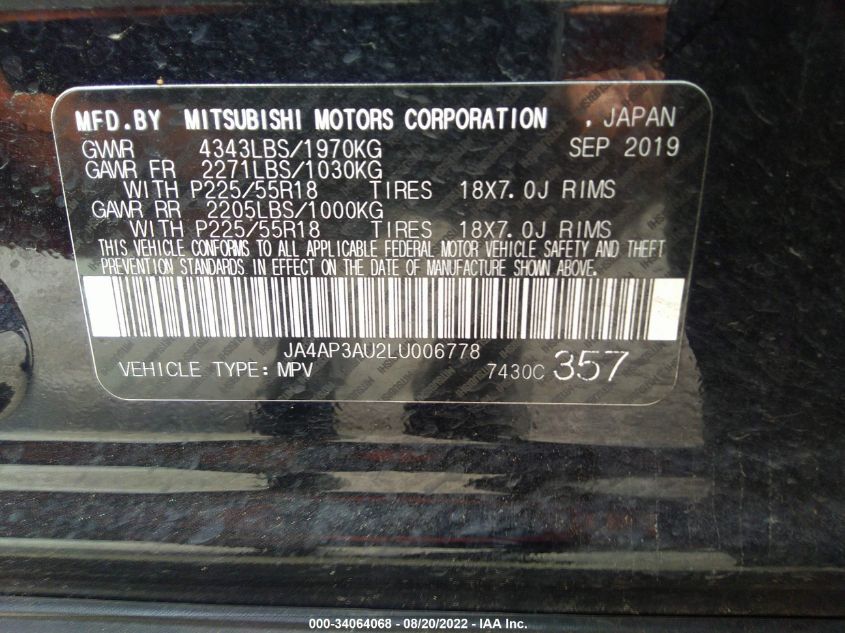 MFD.BY MITSUBISHI MOTORS CORPORATION , JAPAN
GVWR 4343LBS/1970KG SEP 2019
GAWR FR 2271LBS/1030KG
WITH P225/55R18 TIRES 18X7.0J RIMS
GAWR RR 2205LBS/1000KG
WITH P225/55R18 TIRES 18X7.0J RIMS
THIS VEHICLE CONFORMS TO ALL APPLICABLE FEDERAL MOTOR VEHICLE SAFETY AND THEFT
PREVENTION STANDARDS IN EFFECT ON THE DATE OF MANUFACTURE SHOWN ABOVE.
JA4AP3AU2LU006778
VEHICLE TYPE: MPV 7430C 357
000-34064068 - 08/20/2022 - IAA Inc.